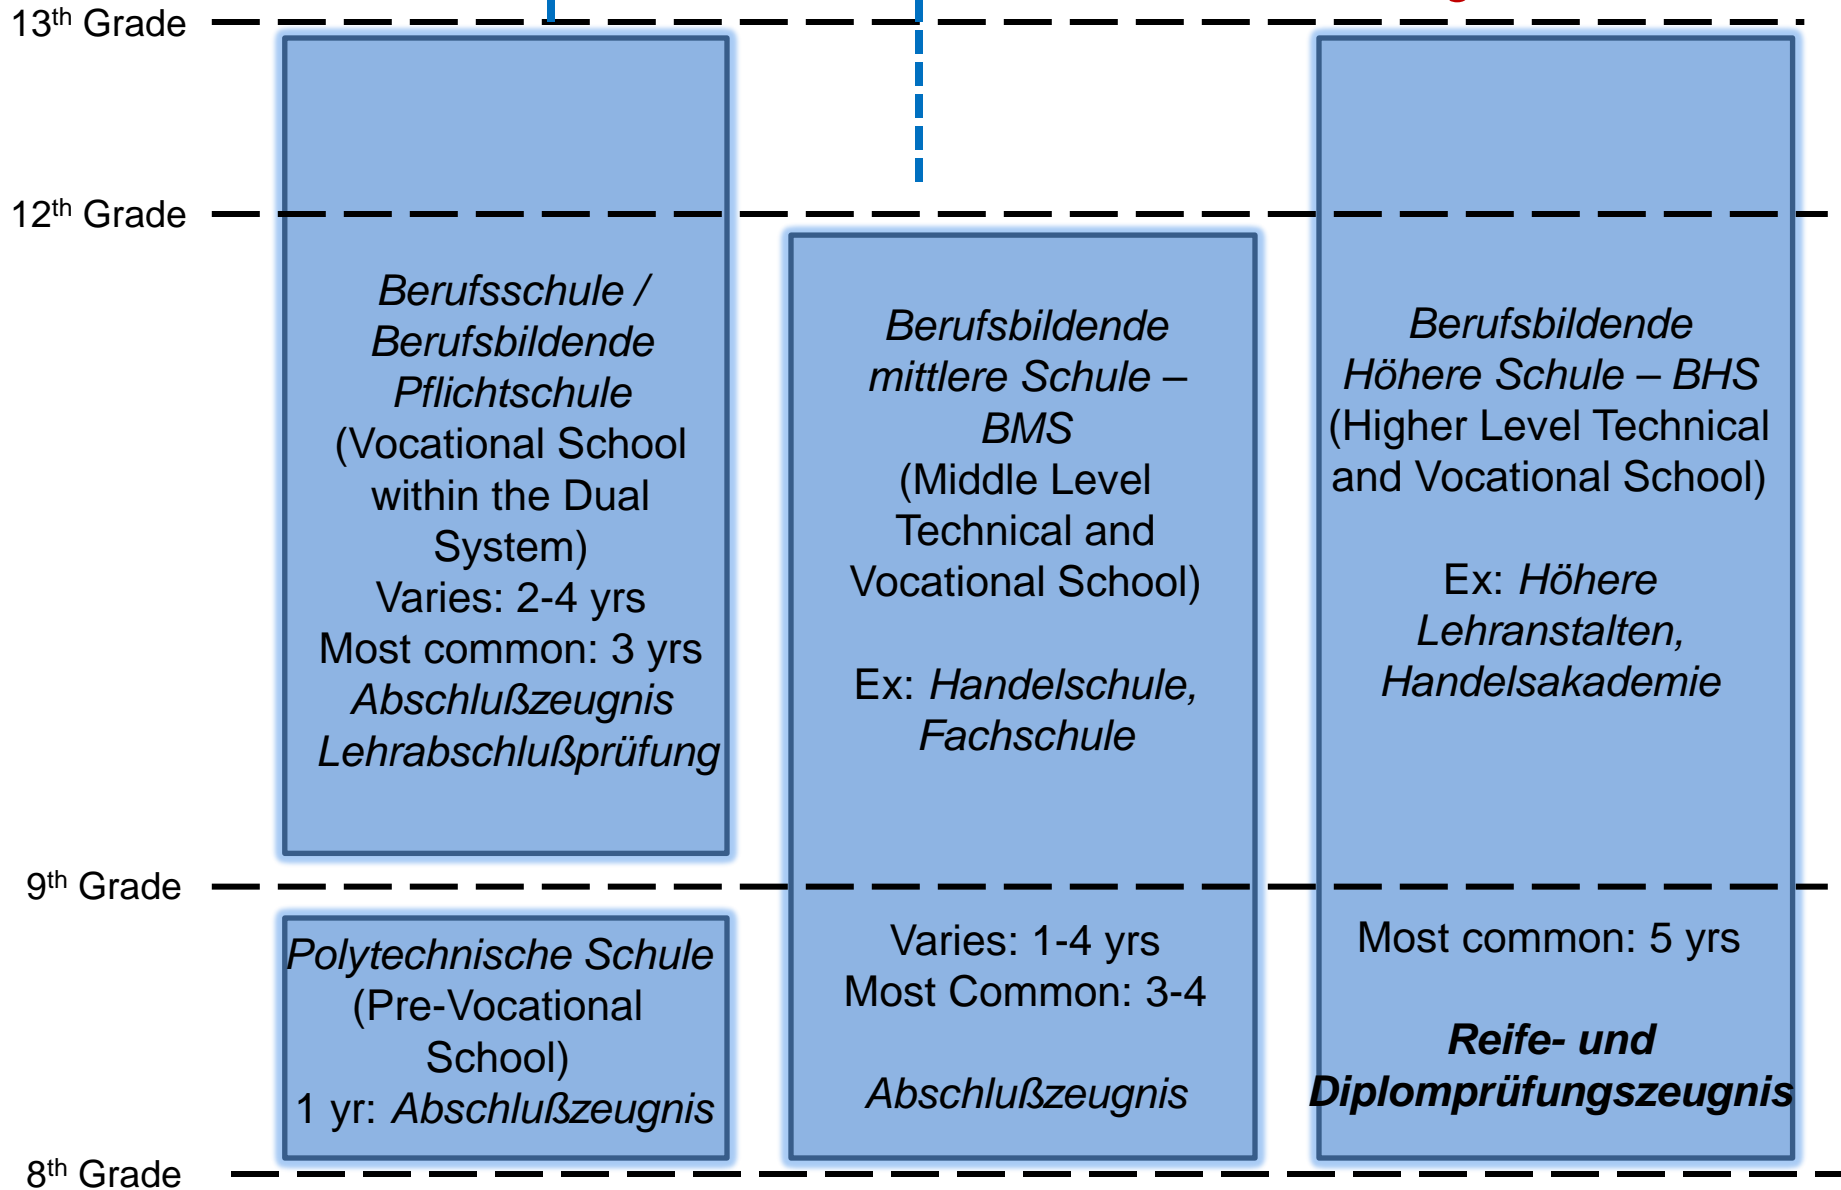 13th Grade
12th Grade
9th Grade
8th Grade
Berufsschule /
Berufsbildende
Pflichtschule
(Vocational School
within the Dual
System)
Varies: 2-4 yrs
Most common: 3 yrs
Abschlußzeugnis
Lehrabschlußprüfung
Polytechnische Schule
(Pre-Vocational
School)
1 yr: Abschlußzeugnis
Berufsbildende
mittlere Schule –
BMS
(Middle Level
Technical and
Vocational School)
Ex: Handelschule,
Fachschule
Varies: 1-4 yrs
Most Common: 3-4
Abschlußzeugnis
Berufsbildende
Höhere Schule – BHS
(Higher Level Technical
and Vocational School)
Ex: Höhere
Lehranstalten,
Handelsakademie
Most common: 5 yrs
Reife- und
Diplomprüfungszeugnis